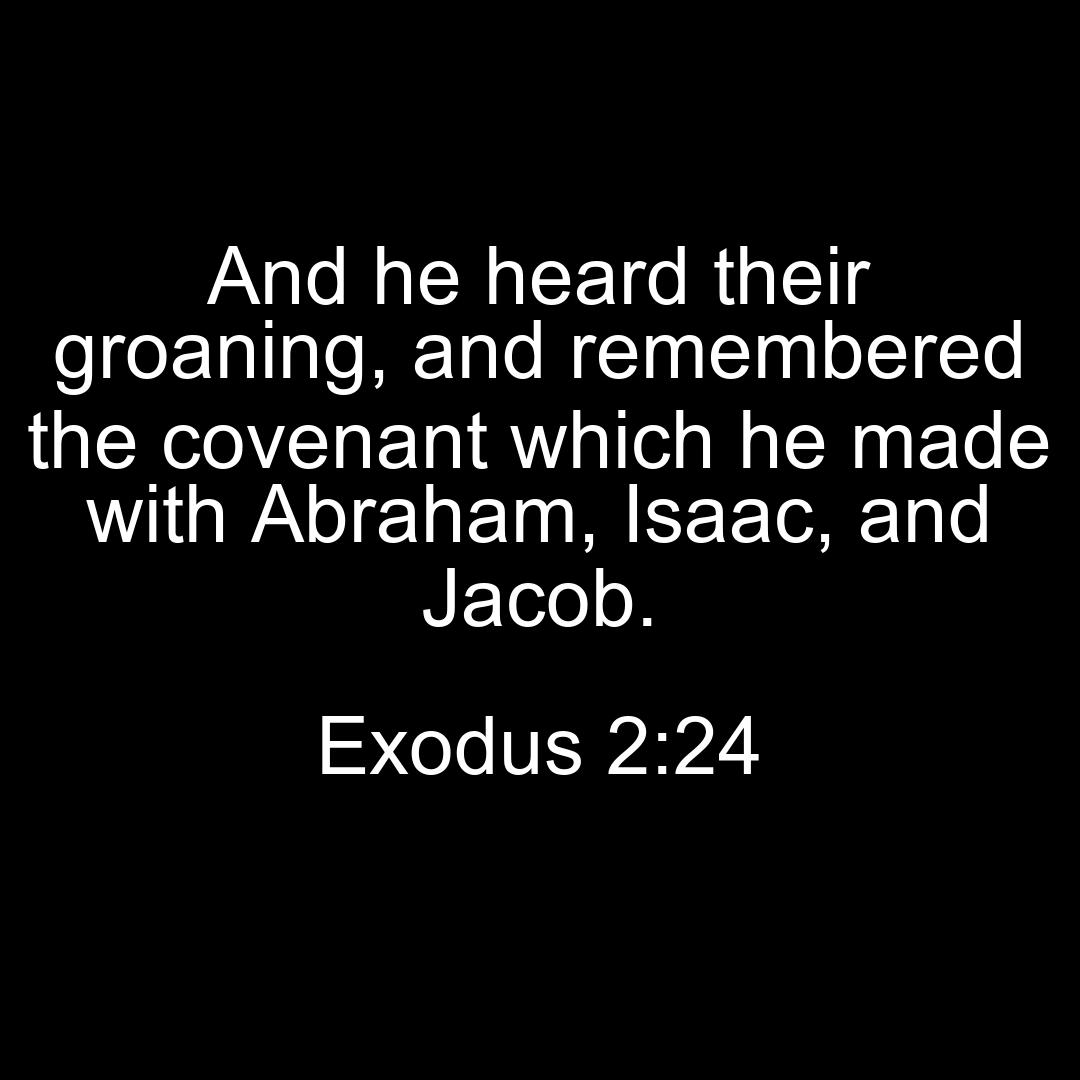 And he heard their
groaning, and remembered
the covenant which he made
with Abraham, Isaac, and
Jacob.
Exodus 2:24